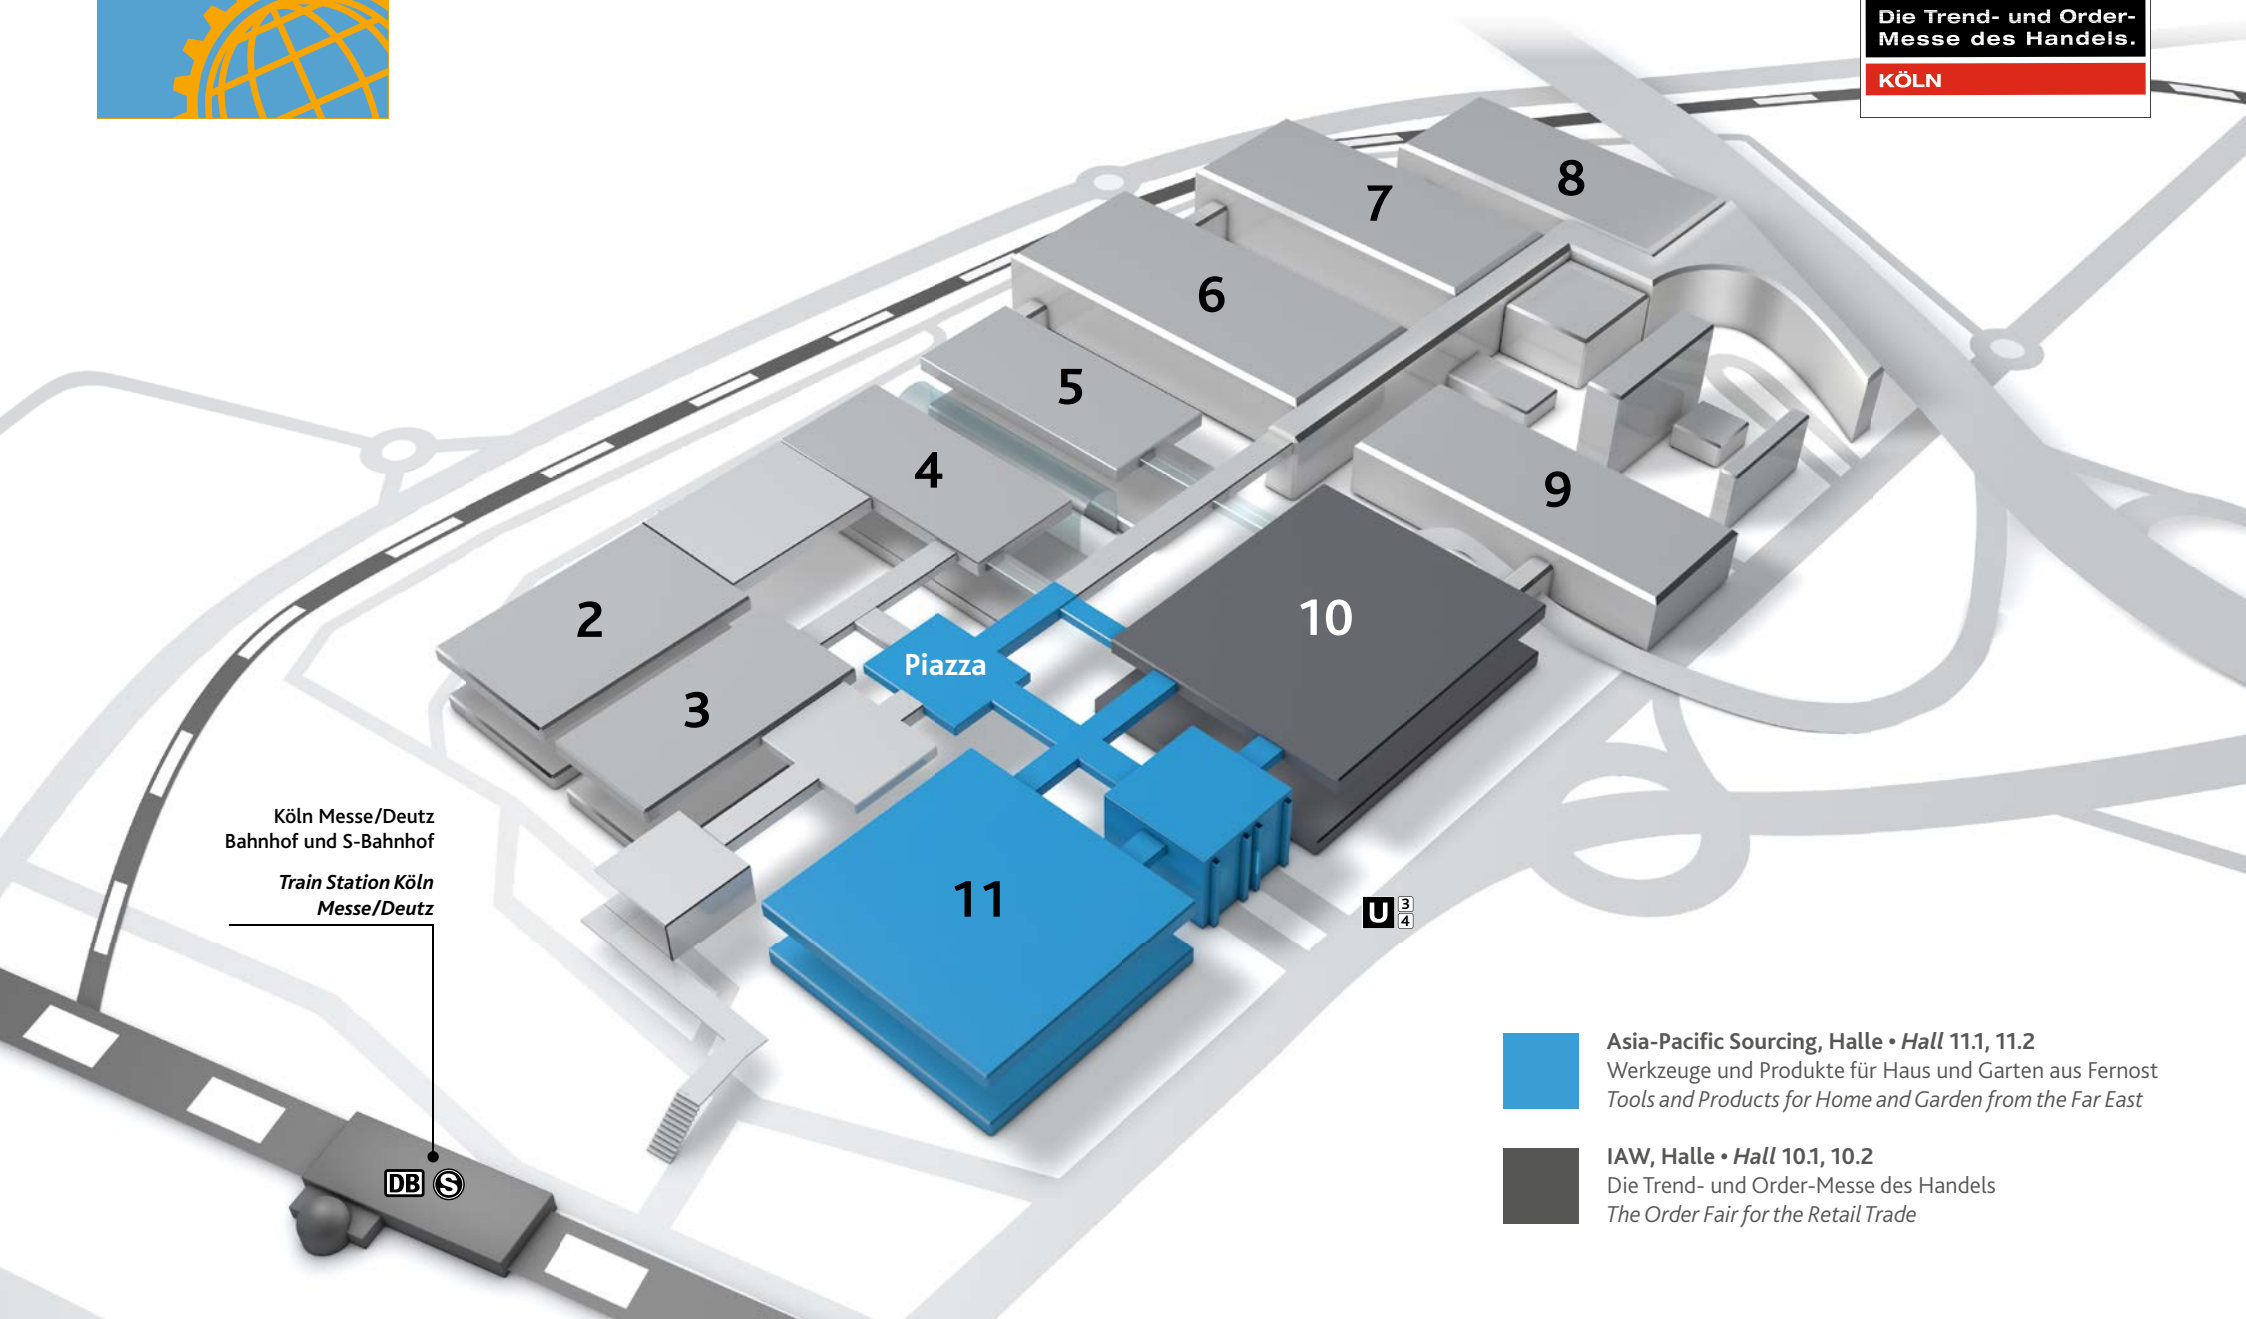 Die Trend- und Order-
Messe des Handels.
KÖLN
8
7
6
5
4
9
10
2
Piazza
3
11
Köln Messe/Deutz
Bahnhof und S-Bahnhof
Train Station Köln
Messe/Deutz
U 3
4
DB S
Asia-Pacific Sourcing, Halle • Hall 11.1, 11.2
Werkzeuge und Produkte für Haus und Garten aus Fernost
Tools and Products for Home and Garden from the Far East
IAW, Halle • Hall 10.1, 10.2
Die Trend- und Order-Messe des Handels
The Order Fair for the Retail Trade